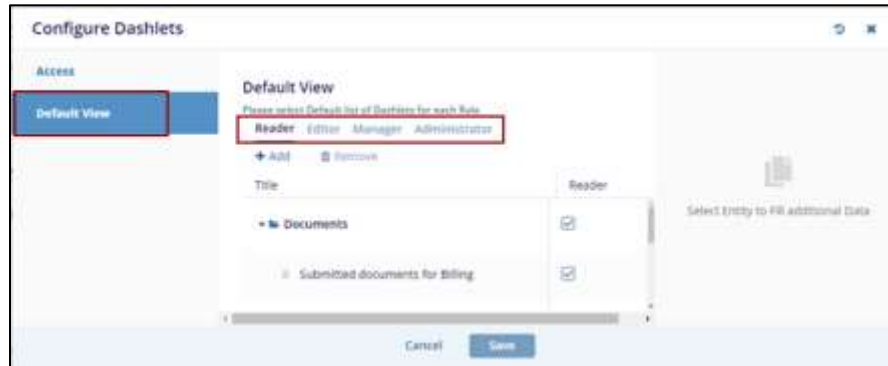 Configure Dashlets
Access
Default View
Default View
Please select Default list of Dashlets for each Role
Reader Editor Manager Administrator
+ Add Remove
Title Reader
Documents
Submitted documents for Billing
Select Entity to Fill additional Data
Cancel Save